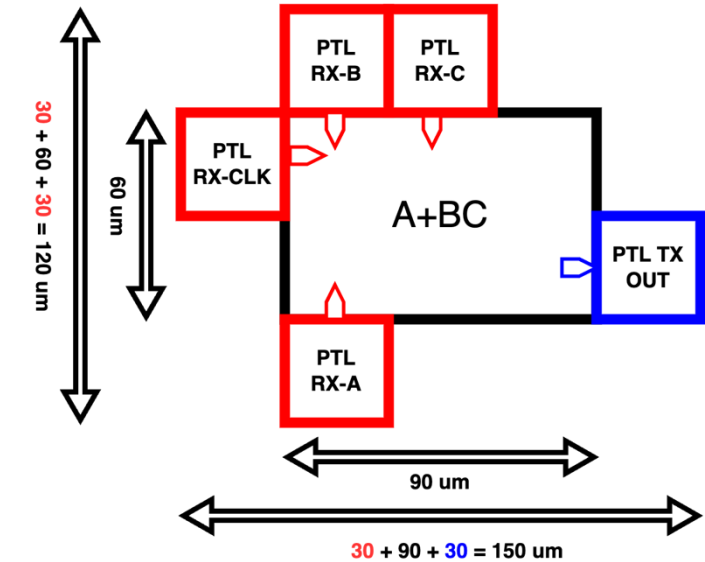 PTL
RX-B
PTL
RX-C
PTL
RX-CLK
A+BC
PTL TX
OUT
PTL
RX-A
30 + 60 + 30 = 120 um
60 um
90 um
30 + 90 + 30 = 150 um